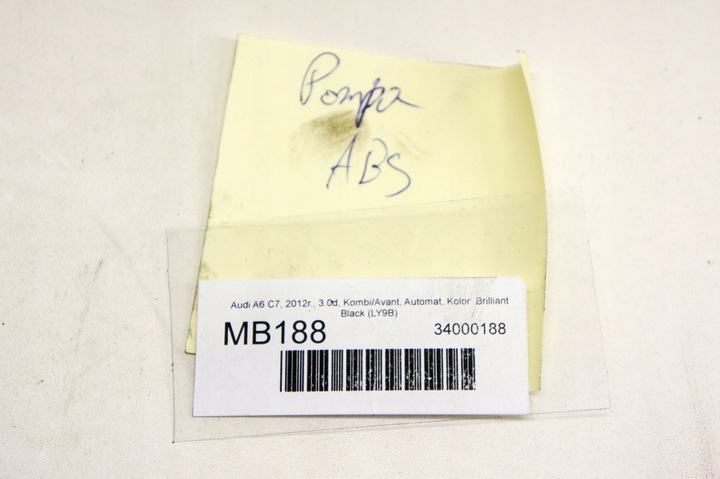 Pompa
ABS
Audi A6 C7, 2012r., 3.0d, Kombi/Avant, Automat, Kolor: Brilliant
Black (LY9B)
MB188 34000188